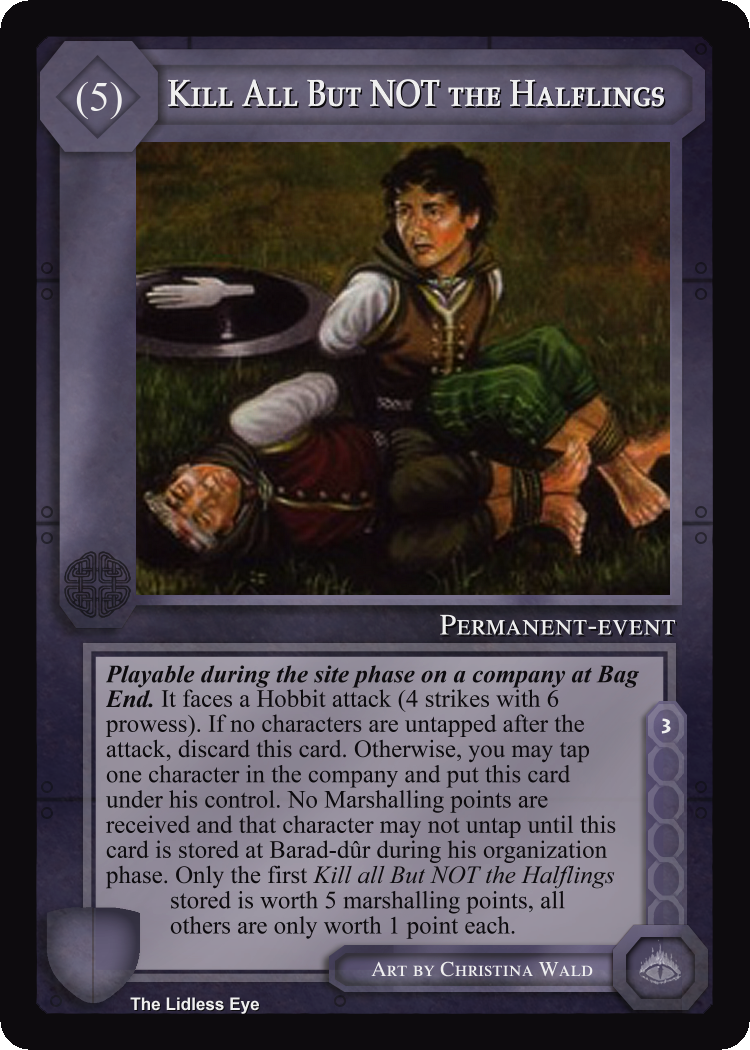 (5)
Kill All But NOT the Halflings
Permanent-event
Playable during the site phase on a company at Bag
End. It faces a Hobbit attack (4 strikes with 6
prowess). If no characters are untapped after the
attack, discard this card. Otherwise, you may tap
one character in the company and put this card
under his control. No Marshalling points are
received and that character may not untap until this
card is stored at Barad-dûr during his organization
phase. Only the first Kill all But NOT the Halflings
stored is worth 5 marshalling points, all
others are only worth 1 point each.
3
Art by Christina Wald
The Lidless Eye